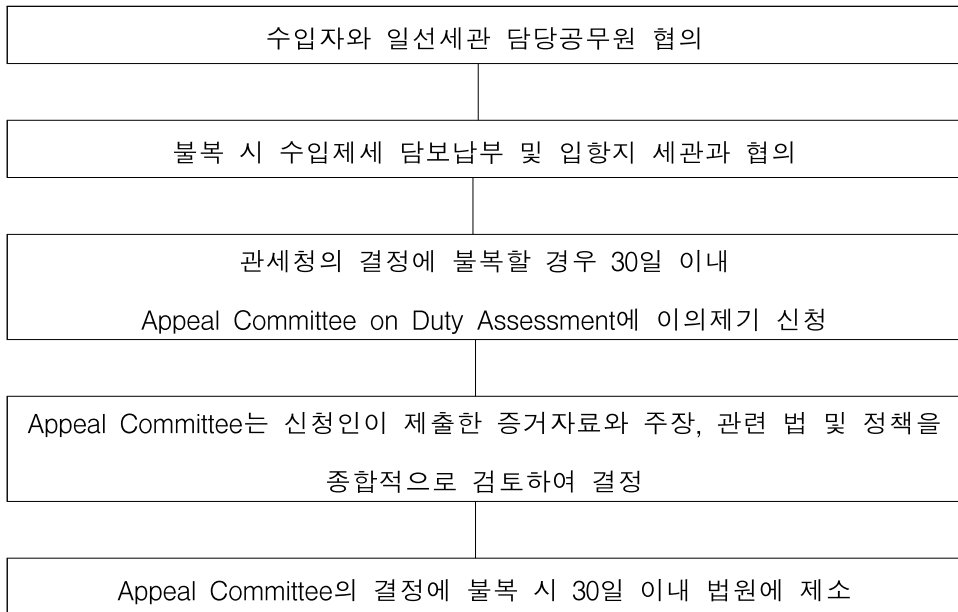 수입자와 일선세관 담당공무원 협의
불복 시 수입제세 담보납부 및 입항지 세관과 협의
관세청의 결정에 불복할 경우 30일 이내
Appeal Committee on Duty Assessment에 이의제기 신청
Appeal Committee는 신청인이 제출한 증거자료와 주장, 관련 법 및 정책을
종합적으로 검토하여 결정
Appeal Committee의 결정에 불복 시 30일 이내 법원에 제소